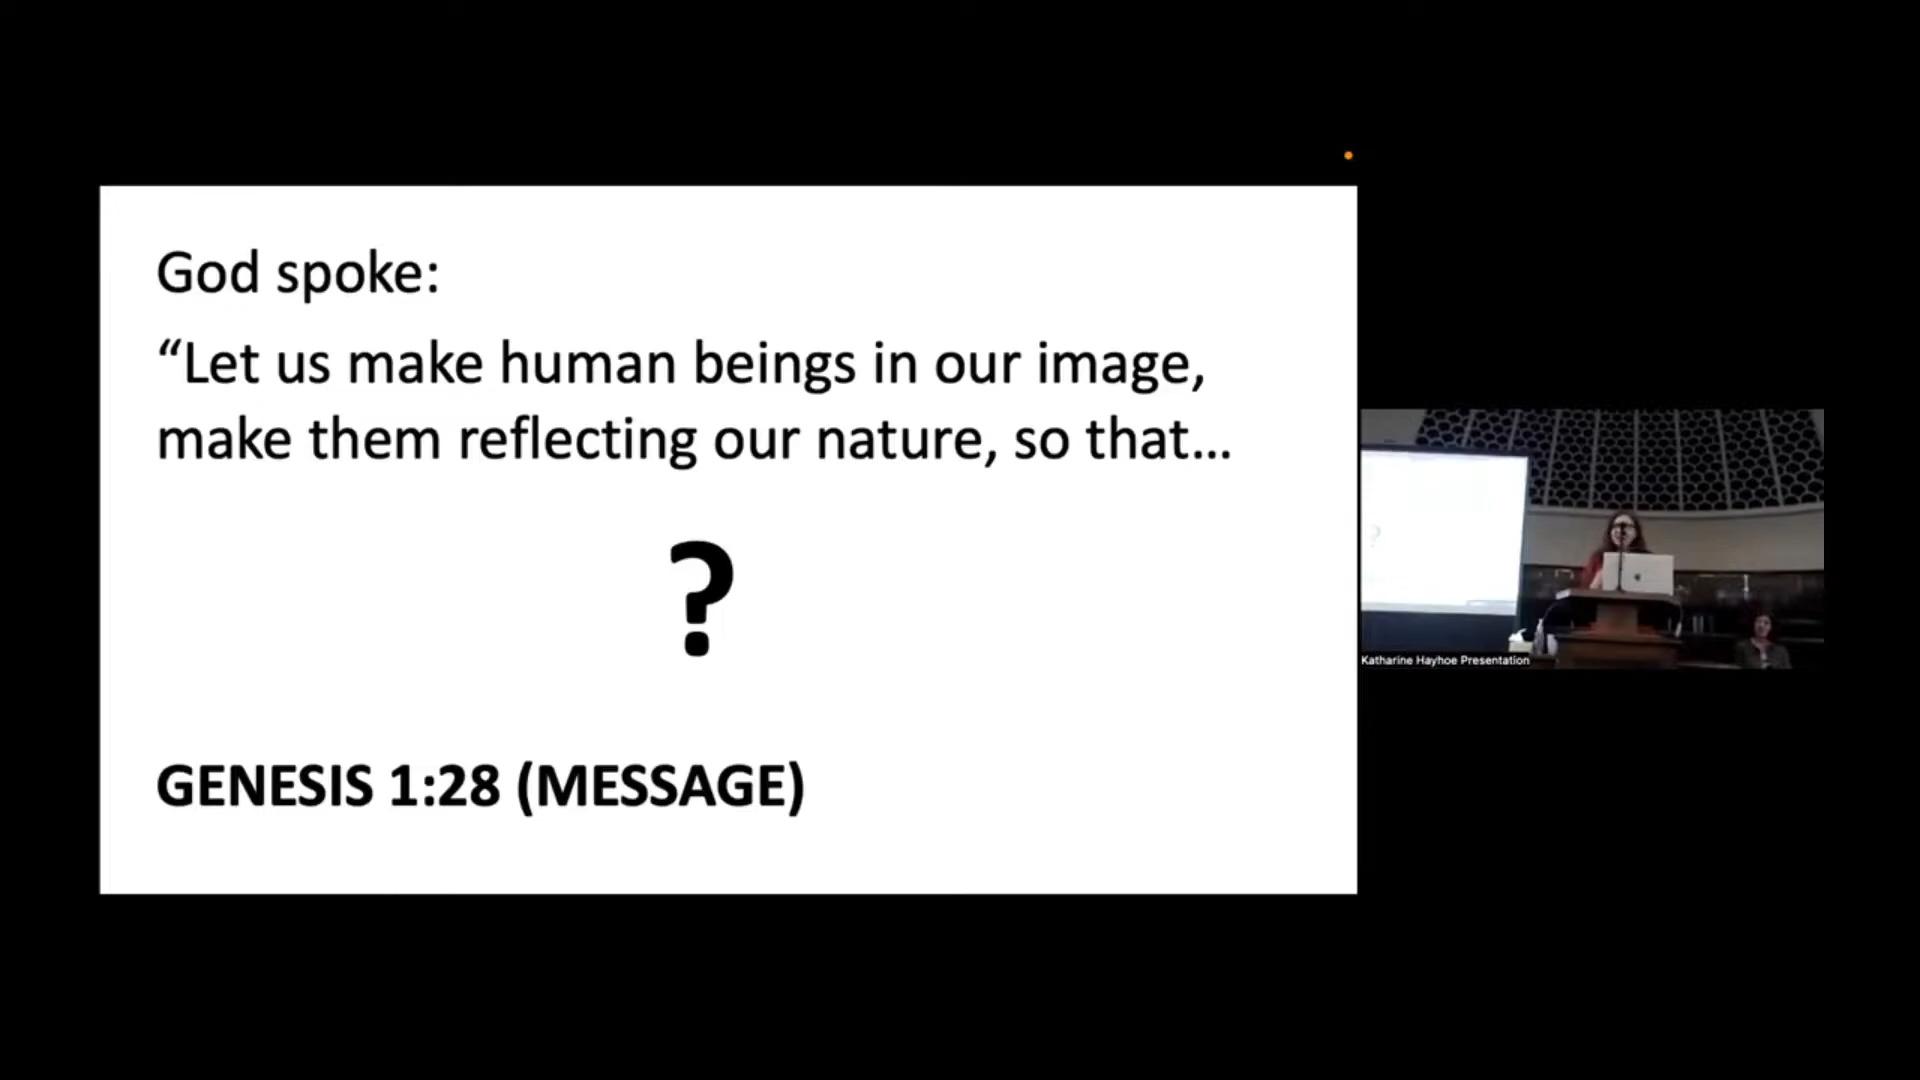 God spoke:
“Let us make human beings in our image,
make them reflecting our nature, so that...
?
GENESIS 1:28 (MESSAGE)
Katharine Hayhoe Presentation